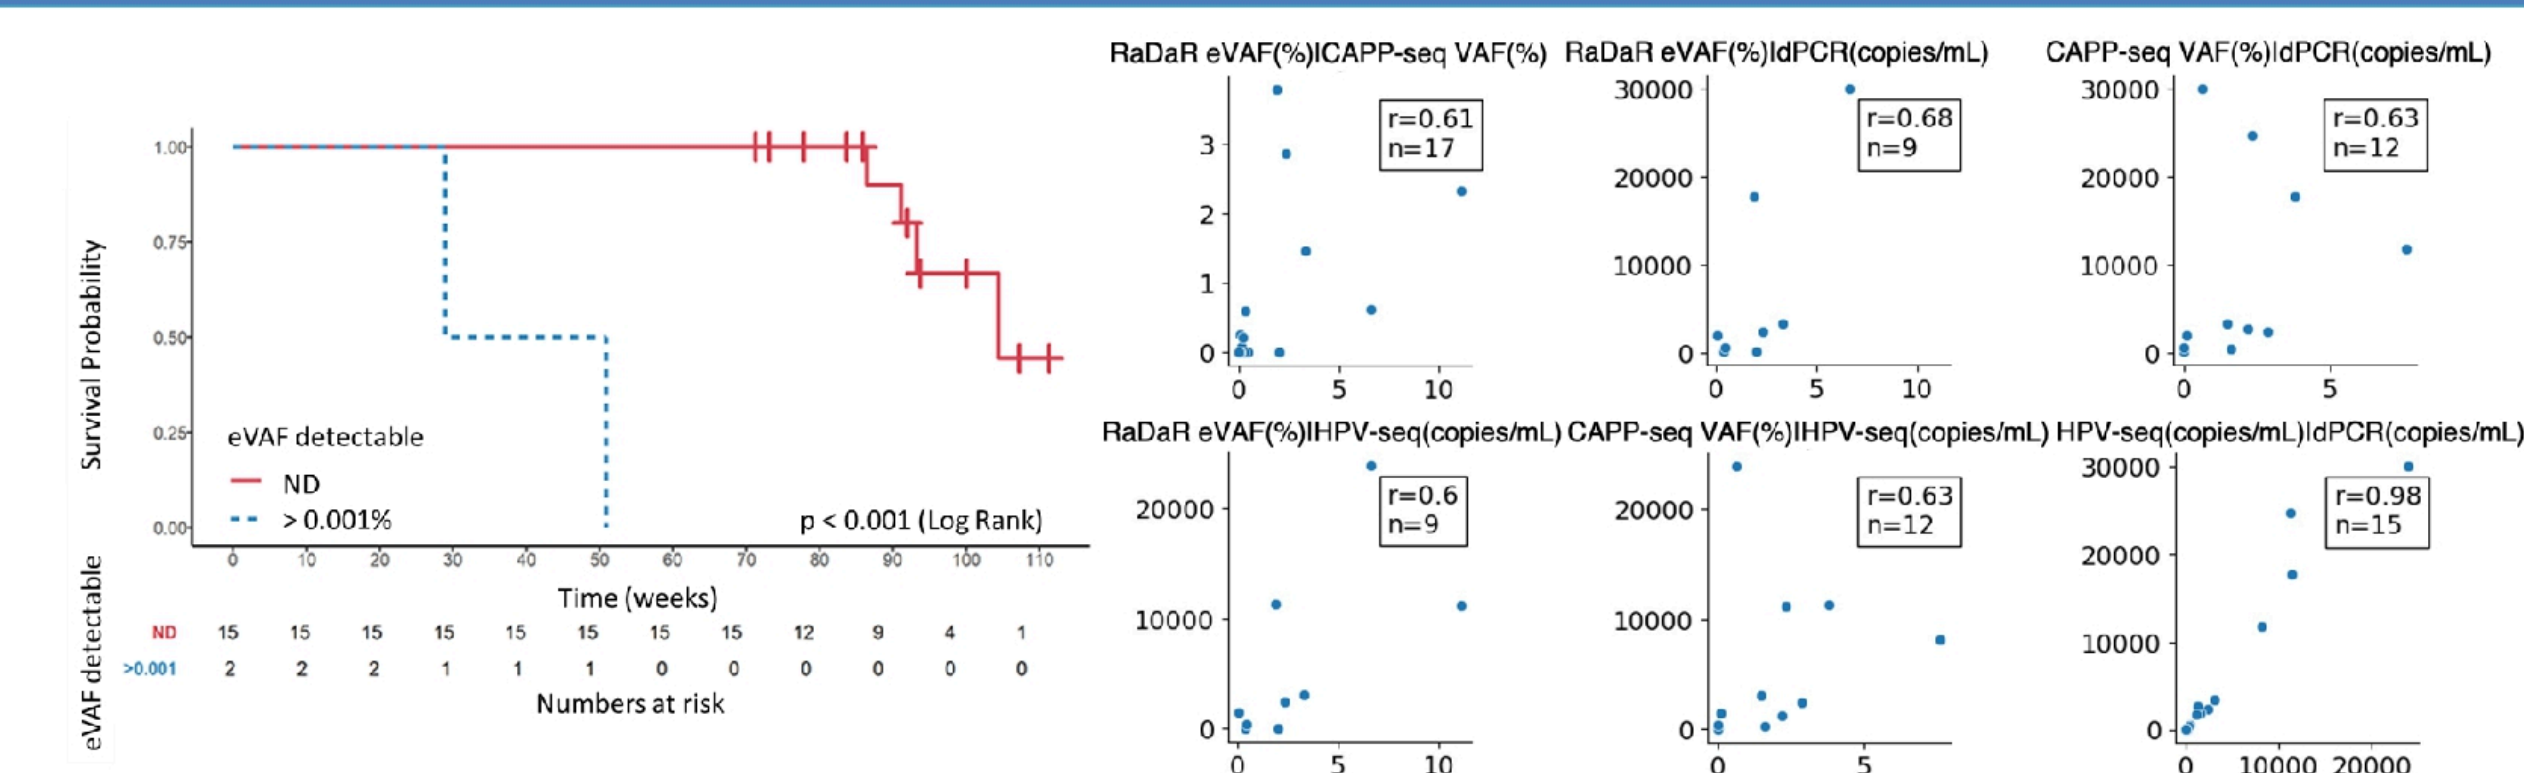 Survival Probability
1.00
0.75
0.50
0.25
0.00
eVAF detectable
ND
> 0.001%
p < 0.001 (Log Rank)
0 10 20 30 40 50 60 70 80 90 100 110
Time (weeks)
eVAF detectable
ND 15 15 15 15 15 15 15 15 12 9 4 1
>0.001 2 2 2 1 1 1 0 0 0 0 0 0
Numbers at risk
RaDaR eVAF(%)|CAPP-seq VAF(%)
r=0.61
n=17
3
2
1
0
0 5 10
RaDaR eVAF(%)|dPCR(copies/mL)
30000
r=0.68
n=9
20000
10000
0
0 5 10
CAPP-seq VAF(%)|dPCR(copies/mL)
30000
r=0.63
n=12
20000
10000
0
0 5
RaDaR eVAF(%)|HPV-seq(copies/mL)
r=0.6
n=9
20000
10000
0
0 5 10
CAPP-seq VAF(%)|HPV-seq(copies/mL)
r=0.63
n=12
20000
10000
0
0 5
HPV-seq(copies/mL)|dPCR(copies/mL)
30000
r=0.98
n=15
20000
10000
0
0 10000 20000